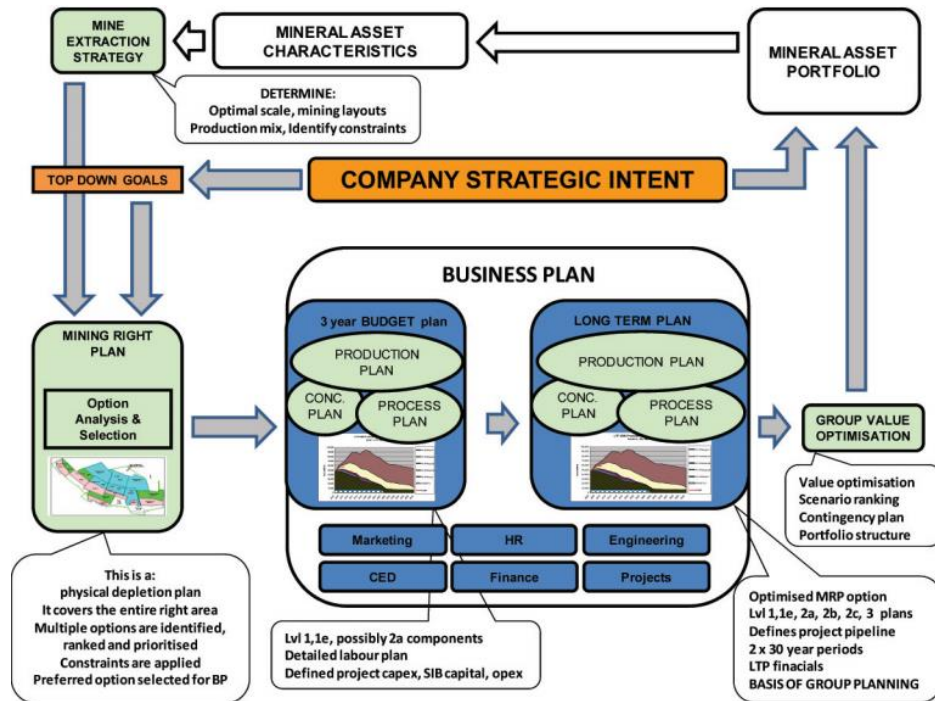 MINE
EXTRACTION
STRATEGY
MINERAL ASSET
CHARACTERISTICS
MINERAL ASSET
PORTFOLIO
DETERMINE:
Optimal scale, mining layouts
Production mix, Identify constraints
TOP DOWN GOALS
COMPANY STRATEGIC INTENT
BUSINESS PLAN
MINING RIGHT
PLAN
Option
Analysis &
Selection
3 year BUDGET plan
PRODUCTION
PLAN
CONC.
PLAN
PROCESS
PLAN
LONG TERM PLAN
PRODUCTION PLAN
CONC.
PLAN
PROCESS
PLAN
GROUP VALUE
OPTIMISATION
Value optimisation
Scenario ranking
Contingency plan
Portfolio structure
Marketing
HR
Engineering
CED
Finance
Projects
This is a:
physical depletion plan
It covers the entire right area
Multiple options are identified,
ranked and prioritised
Constraints are applied
Preferred option selected for BP
Lvl 1,1e, possibly 2a components
Detailed labour plan
Defined project capex, SIB capital, opex
Optimised MRP option
Lvl 1,1e, 2a, 2b, 2c, 3 plans
Defines project pipeline
2 x 30 year periods
LTP finacials
BASIS OF GROUP PLANNING